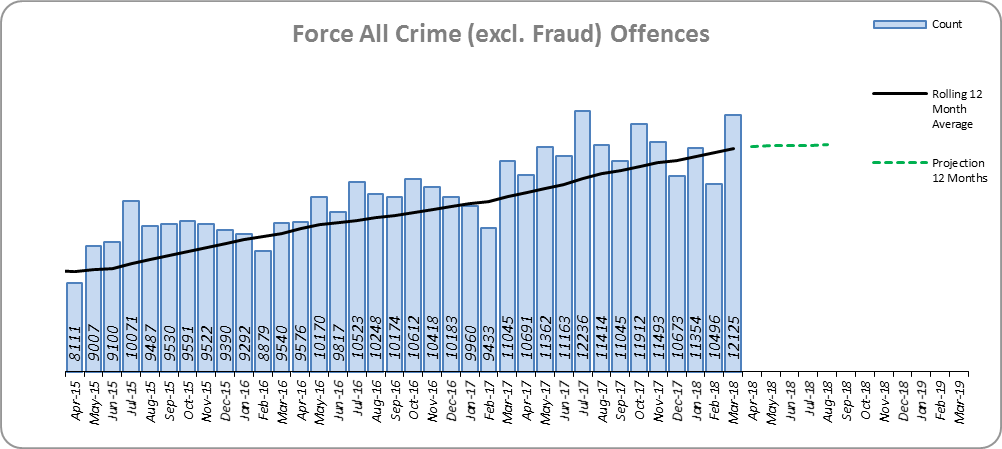 Force All Crime (excl. Fraud) Offences
Count
Rolling 12
Month
Average
Projection
12 Months
8111
9007
9100
10071
9487
9530
9591
9522
9390
9292
8879
9540
9576
10170
9817
10523
10248
10174
10612
10418
10183
9960
9433
11045
10691
11362
11163
12236
11414
11045
11912
11493
10673
11354
10496
12125
Apr-15
May-15
Jun-15
Jul-15
Aug-15
Sep-15
Oct-15
Nov-15
Dec-15
Jan-16
Feb-16
Mar-16
Apr-16
May-16
Jun-16
Jul-16
Aug-16
Sep-16
Oct-16
Nov-16
Dec-16
Jan-17
Feb-17
Mar-17
Apr-17
May-17
Jun-17
Jul-17
Aug-17
Sep-17
Oct-17
Nov-17
Dec-17
Jan-18
Feb-18
Mar-18
Apr-18
May-18
Jun-18
Jul-18
Aug-18
Sep-18
Oct-18
Nov-18
Dec-18
Jan-19
Feb-19
Mar-19